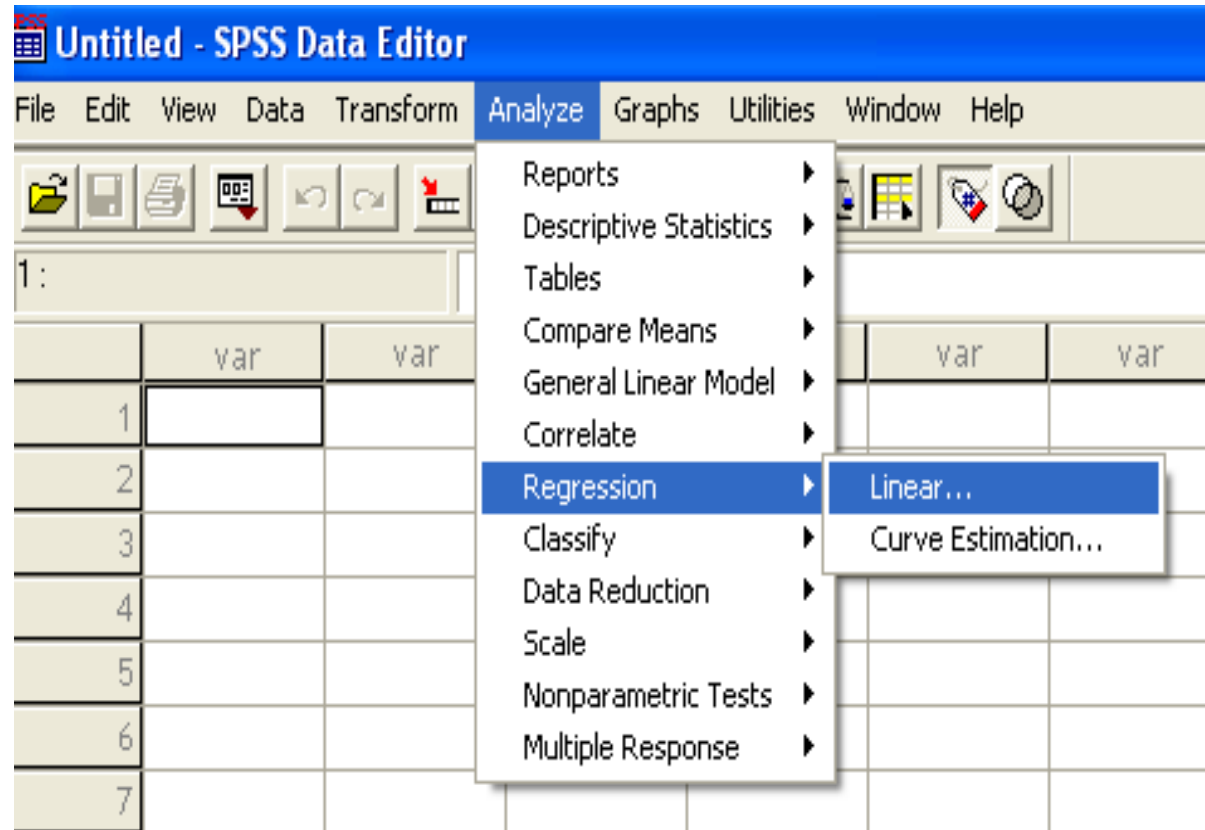 SPSS
Untitled - SPSS Data Editor
File Edit View Data Transform Analyze Graphs Utilities Window Help
1 :
Reports
Descriptive Statistics
Tables
Compare Means
General Linear Model
Correlate
Regression
Classify
Data Reduction
Scale
Nonparametric Tests
Multiple Response
Linear...
Curve Estimation...
var var var var
1
2
3
4
5
6
7